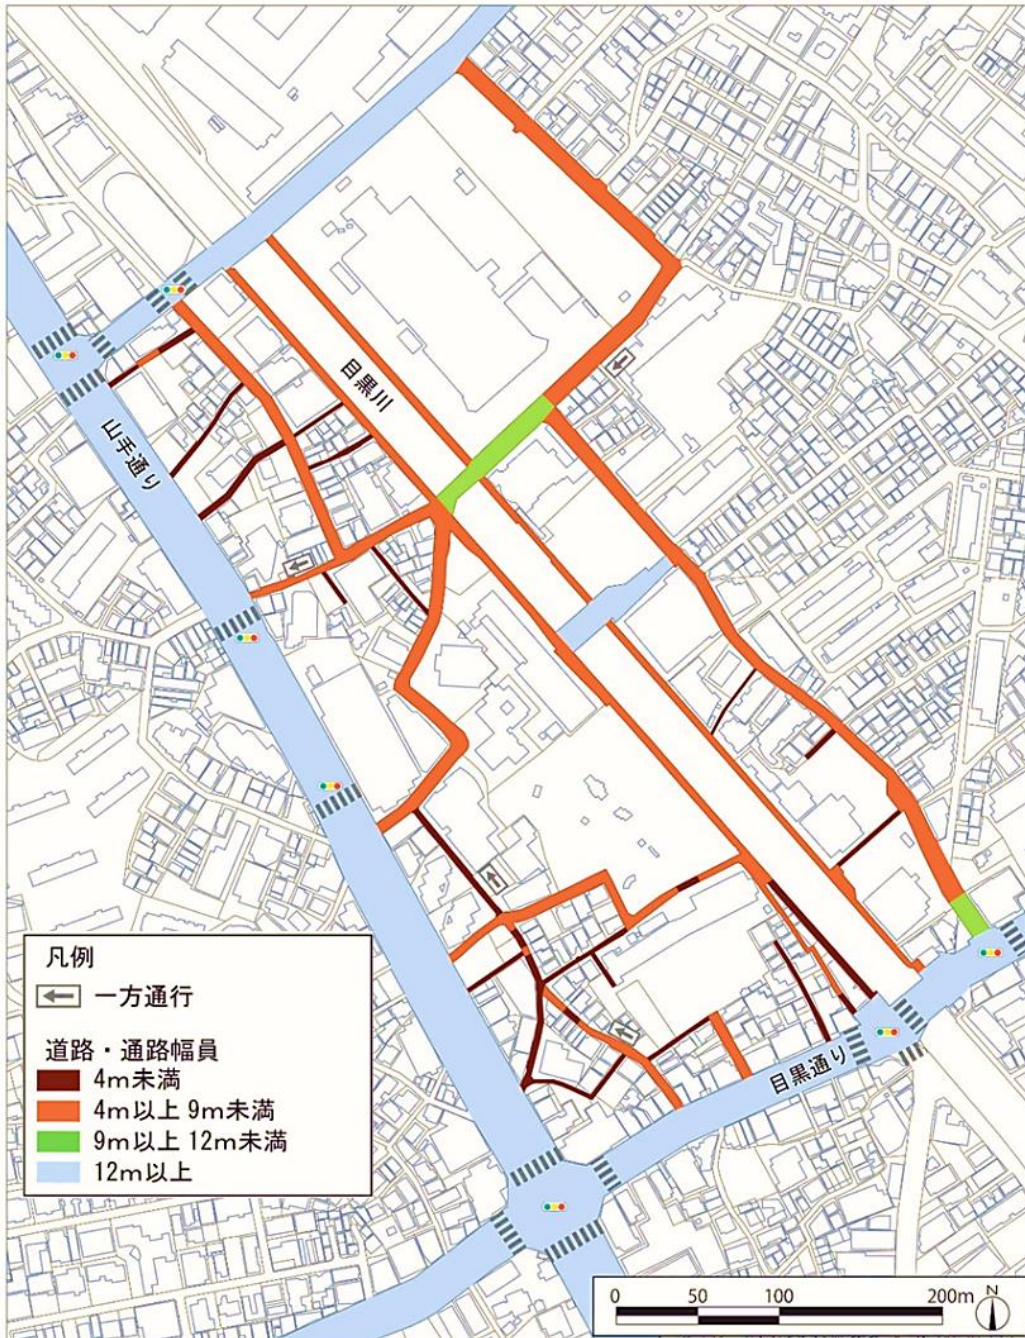 目黒川
山手通り
目黒通り
凡例
一方通行
道路・通路幅員
4m未満
4m以上 9m未満
9m以上 12m未満
12m以上
0 50 100 200m
N